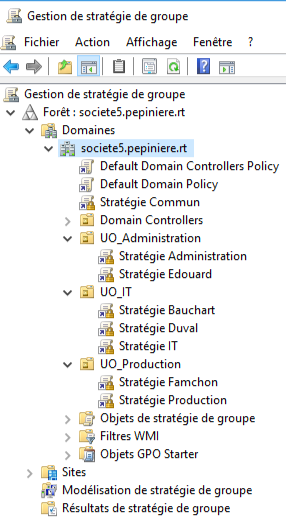 Gestion de stratégie de groupe
Fichier Action Affichage Fenêtre ?
Gestion de stratégie de groupe
Forêt : societe5.pepiniere.rt
Domaines
societe5.pepiniere.rt
Default Domain Controllers Policy
Default Domain Policy
Stratégie Commun
Domain Controllers
UO_Administration
Stratégie Administration
Stratégie Edouard
UO_IT
Stratégie Bauchart
Stratégie Duval
Stratégie IT
UO_Production
Stratégie Famchon
Stratégie Production
Objets de stratégie de groupe
Filtres WMI
Objets GPO Starter
Sites
Modélisation de stratégie de groupe
Résultats de stratégie de groupe